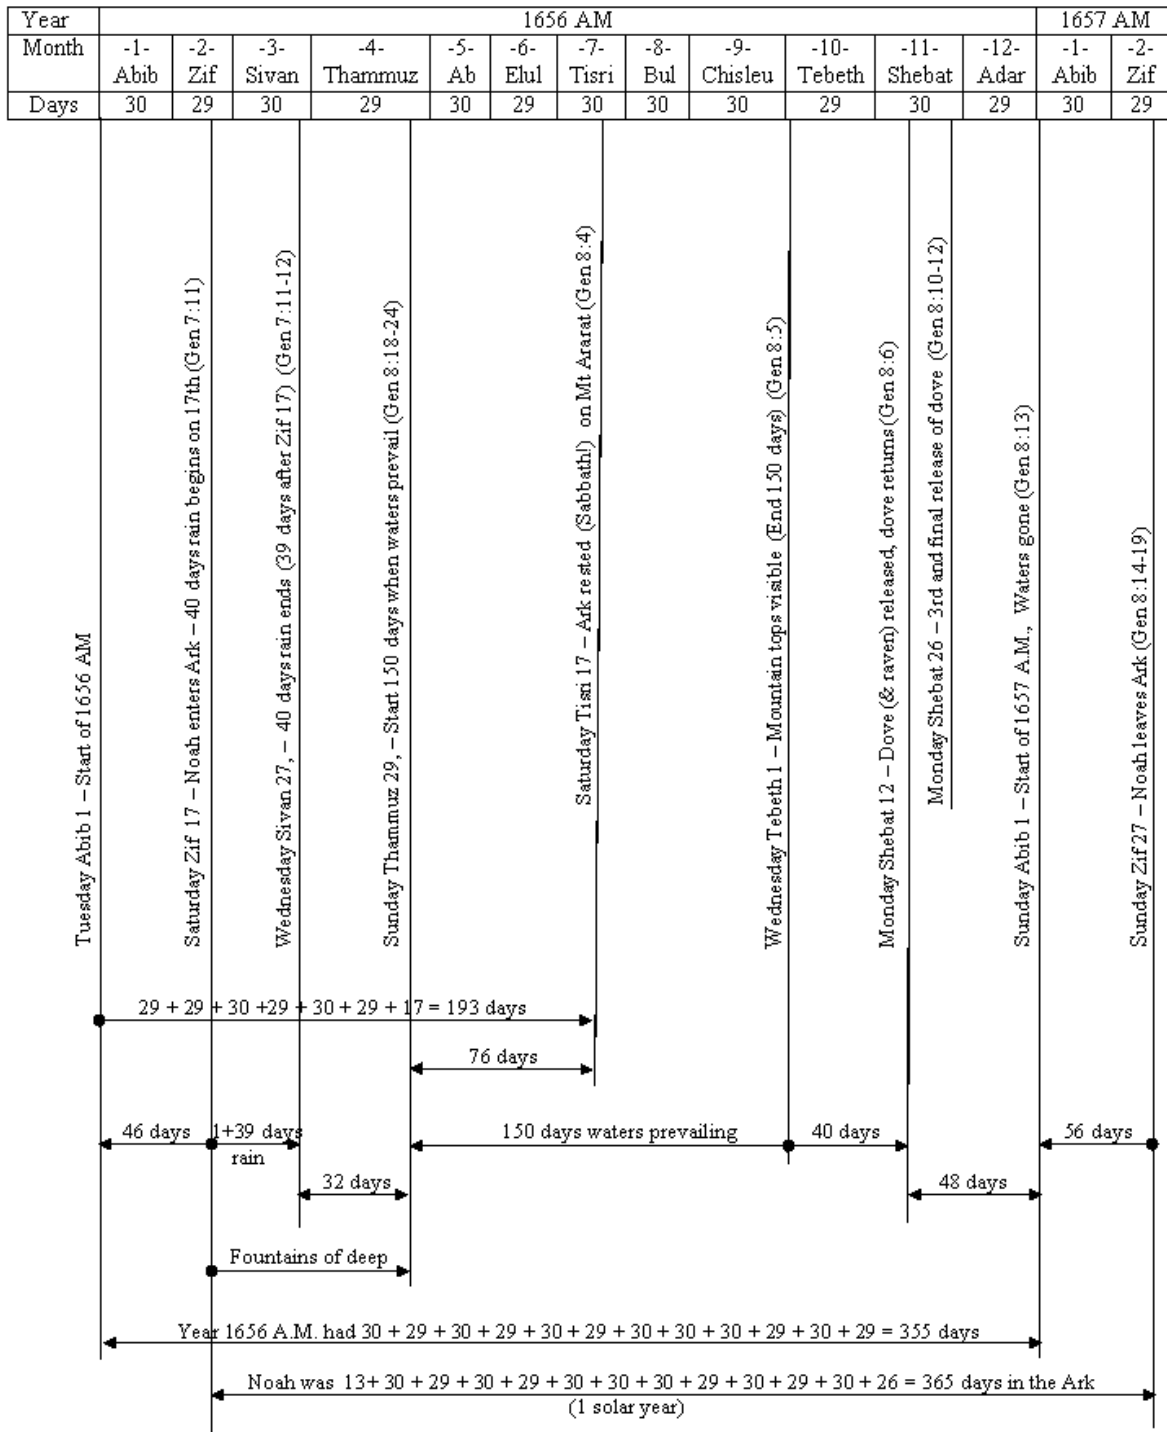 Year 1656 AM 1657 AM
Month -1- -2- -3- -4- -5- -6- -7- -8- -9- -10- -11- -12- -1- -2-
Abib Zif Sivan Thammuz Ab Elul Tisri Bul Chisleu Tebeth Shebat Adar Abib Zif
Days 30 29 30 29 30 29 30 30 30 29 30 29 30 29
Tuesday Abib 1 – Start of 1656 AM
Saturday Zif 17 – Noah enters Ark – 40 days rain begins on 17th (Gen 7:11)
Wednesday Sivan 27, – 40 days rain ends (39 days after Zif 17) (Gen 7:11-12)
Sunday Thammuz 29, – Start 150 days when waters prevail (Gen 8:18-24)
Saturday Tisri 17 – Ark rested (Sabbath!) on Mt Ararat (Gen 8:4)
Wednesday Tebeth 1 – Mountain tops visible (End 150 days) (Gen 8:5)
Monday Shebat 12 – Dove (& raven) released, dove returns (Gen 8:6)
Monday Shebat 26 – 3rd and final release of dove (Gen 8:10-12)
Sunday Abib 1 – Start of 1657 A.M., Waters gone (Gen 8:13)
Sunday Zif 27 – Noah leaves Ark (Gen 8:14-19)
29 + 29 + 30 +29 + 30 + 29 + 17 = 193 days
76 days
46 days 1+39 days 150 days waters prevailing 40 days 56 days
rain
32 days 48 days
Fountains of deep
Year 1656 A.M. had 30 + 29 + 30 + 29 + 30 + 29 + 30 + 30 + 30 + 29 + 30 + 29 = 355 days
Noah was 13+ 30 + 29 + 30 + 29 + 30 + 30 + 30 + 29 + 30 + 29 + 30 + 26 = 365 days in the Ark
(1 solar year)